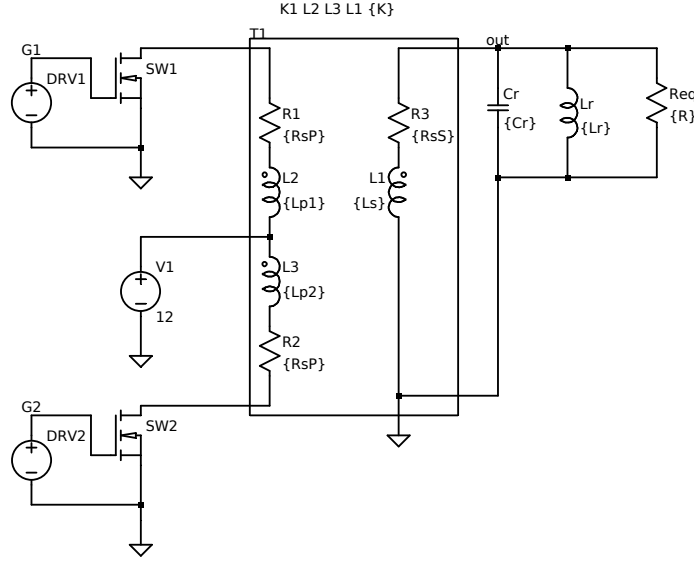 K1 L2 L3 L1 {K}
T1
G1
DRV1
SW1
out
R1
{RsP}
R3
{RsS}
Cr
{Cr}
Lr
{Lr}
Req
{R}
L2
{Lp1}
L1
{Ls}
V1
12
L3
{Lp2}
R2
{RsP}
G2
DRV2
SW2